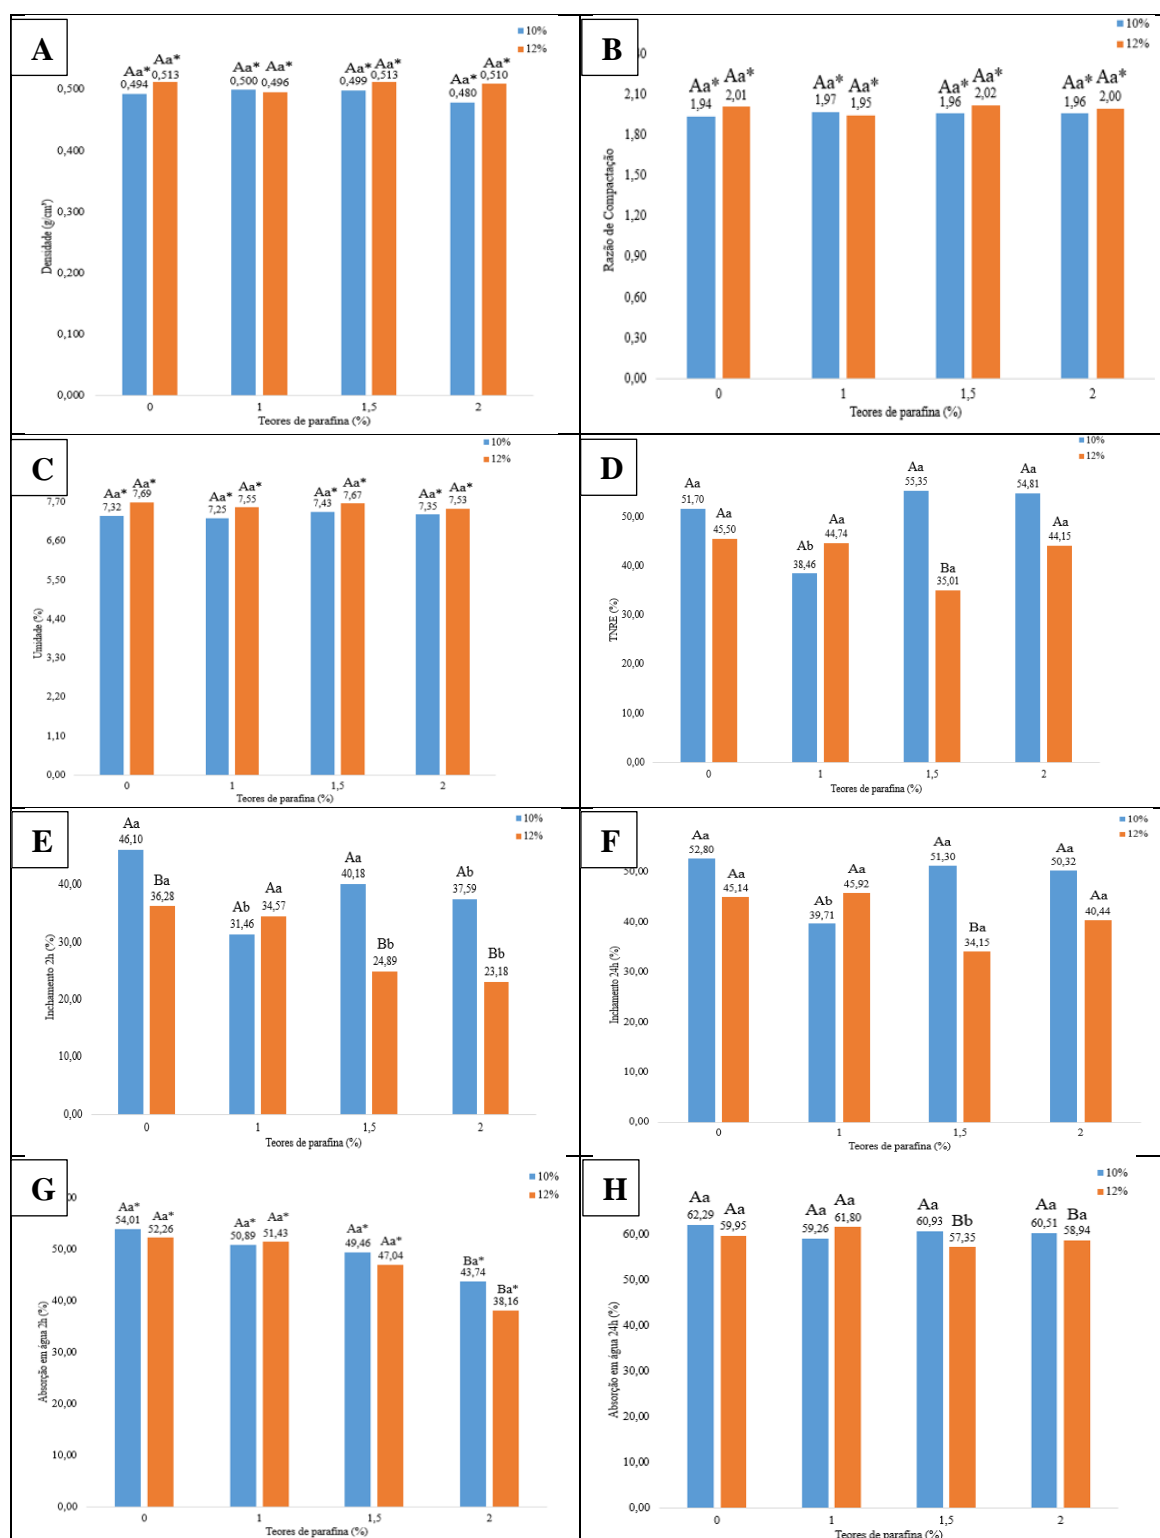 A
10%
12%
Aa* Aa* Aa* Aa* Aa* Aa* Aa* Aa*
0,494 0,513 0,500 0,496 0,499 0,513 0,480 0,510
0,500
0,400
0,300
0,200
0,100
0,000
Densidade (g/cm³)
0 1 1,5 2
Teores de parafina (%)
B
10%
12%
Aa* Aa* Aa* Aa* Aa* Aa* Aa* Aa*
1,94 2,01 1,97 1,95 1,96 2,02 1,96 2,00
2,10
1,80
1,50
1,20
0,90
0,60
0,30
0,00
Razão de Compactação
0 1 1,5 2
Teores de parafina (%)
C
10%
12%
Aa* Aa* Aa* Aa* Aa* Aa* Aa* Aa*
7,32 7,69 7,25 7,55 7,43 7,67 7,35 7,53
7,70
6,60
5,50
4,40
3,30
2,20
1,10
0,00
Umidade (%)
0 1 1,5 2
Teores de parafina (%)
D
10%
12%
Aa Aa Ab Aa Aa Ba Aa Aa
51,70 45,50 38,46 44,74 55,35 35,01 54,81 44,15
50,00
40,00
30,00
20,00
10,00
0,00
TNRE (%)
0 1 1,5 2
Teores de parafina (%)
E
10%
12%
Aa Ba Ab Aa Aa Bb Ab Bb
46,10 36,28 31,46 34,57 40,18 24,89 37,59 23,18
40,00
30,00
20,00
10,00
0,00
Inchamento 2h (%)
0 1 1,5 2
Teores de parafina (%)
F
10%
12%
Aa Aa Ab Aa Aa Ba Aa Aa
52,80 45,14 39,71 45,92 51,30 34,15 50,32 40,44
50,00
40,00
30,00
20,00
10,00
0,00
Inchamento 24h (%)
0 1 1,5 2
Teores de parafina (%)
G
10%
12%
Aa* Aa* Aa* Aa* Aa* Aa* Ba* Ba*
54,01 52,26 50,89 51,43 49,46 47,04 43,74 38,16
50,00
40,00
30,00
20,00
10,00
0,00
Absorção em água 2h (%)
0 1 1,5 2
Teores de parafina (%)
H
10%
12%
Aa Aa Aa Aa Aa Bb Aa Ba
62,29 59,95 59,26 61,80 60,93 57,35 60,51 58,94
60,00
50,00
40,00
30,00
20,00
10,00
0,00
Absorção em água 24h (%)
0 1 1,5 2
Teores de parafina (%)